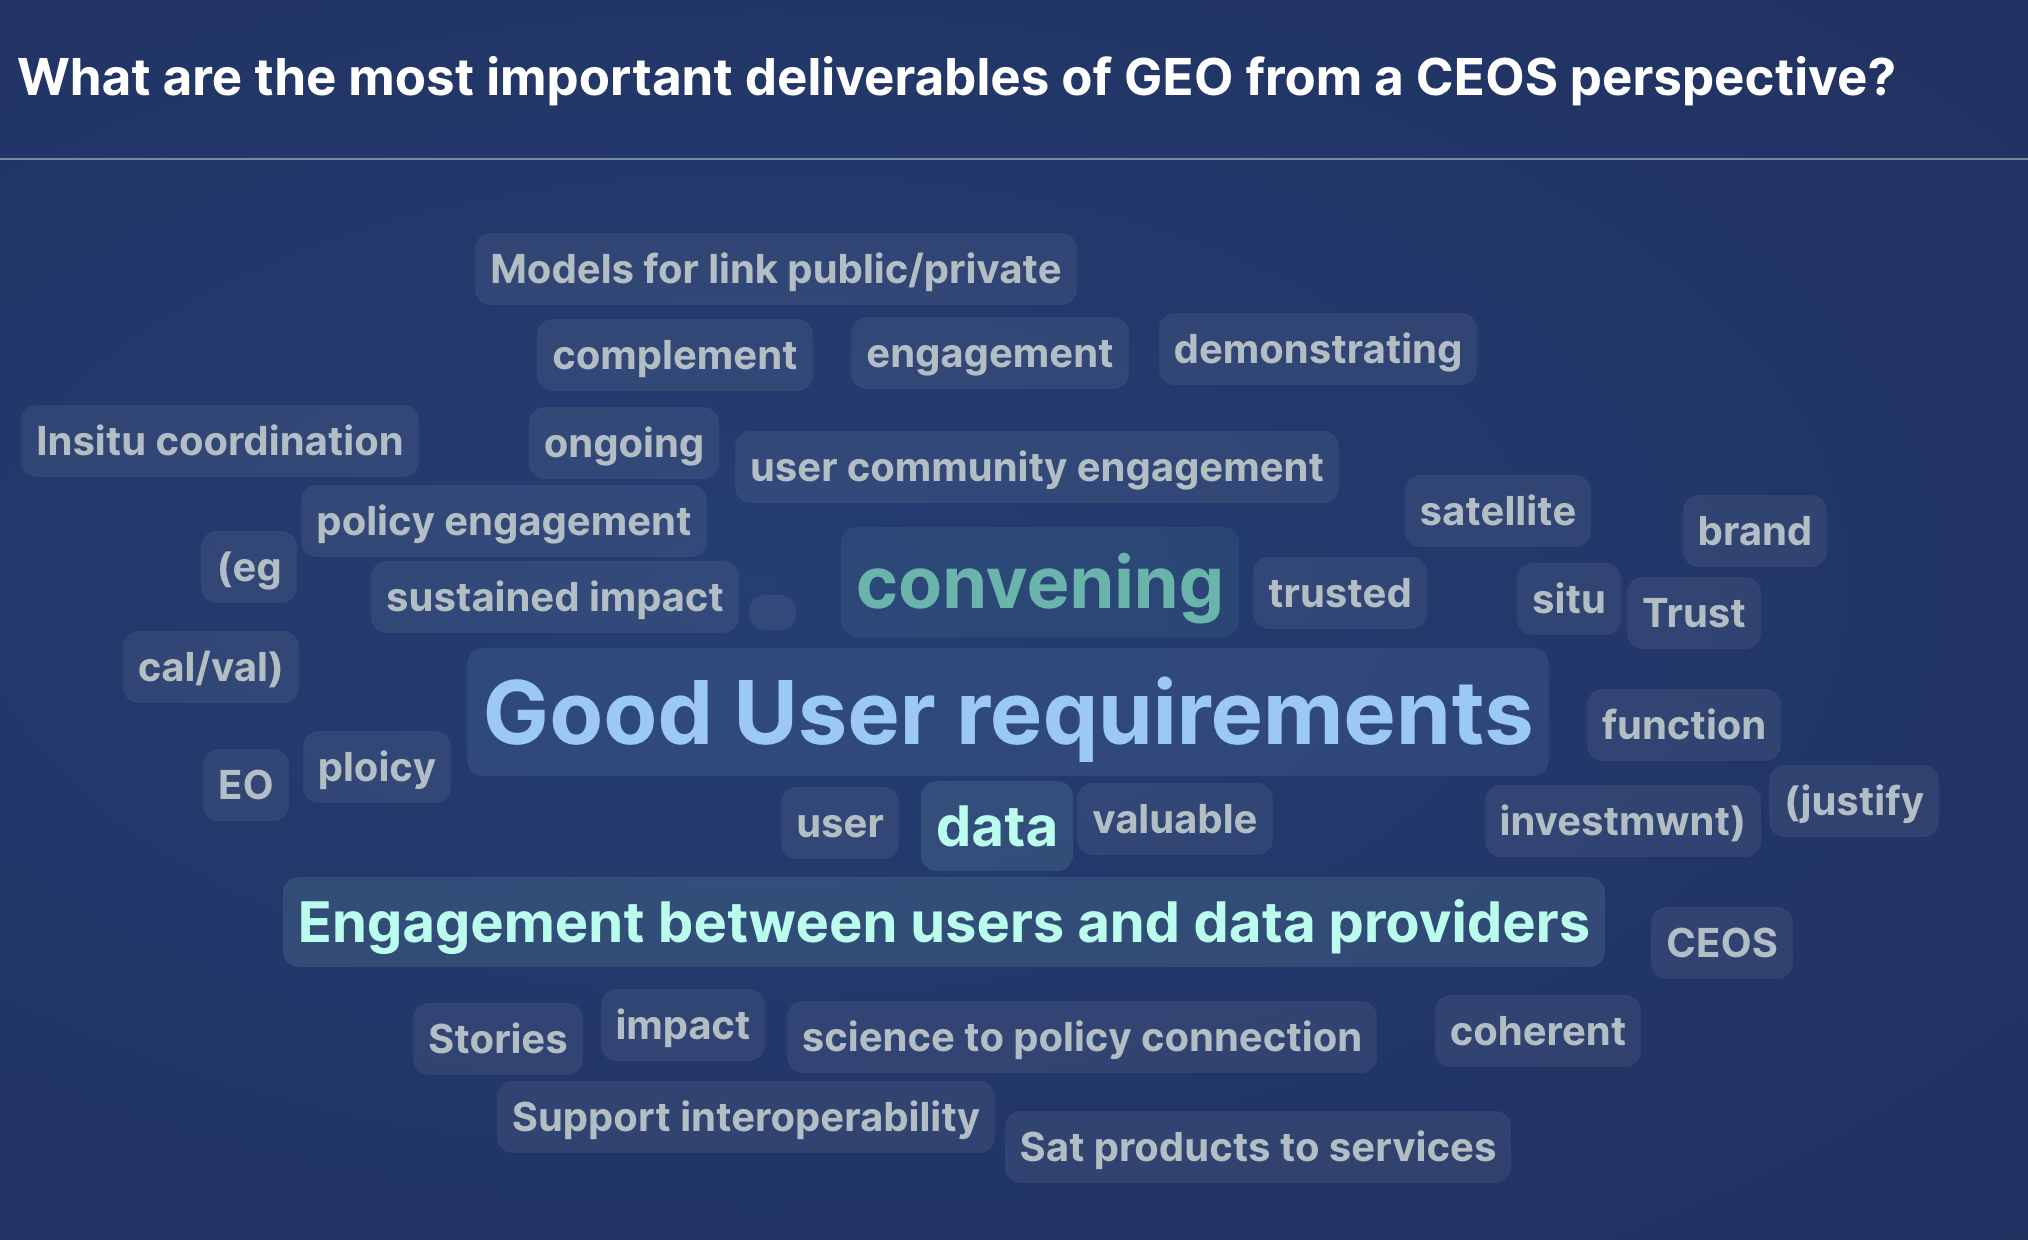 What are the most important deliverables of GEO from a CEOS perspective?
Models for link public/private
complement
engagement
demonstrating
Insitu coordination
ongoing
user community engagement
satellite
brand
policy engagement
(eg
sustained impact
convening
trusted
situ
Trust
cal/val)
Good User requirements
function
EO
ploicy
user
data
valuable
investmwnt)
(justify
Engagement between users and data providers
CEOS
Stories
impact
science to policy connection
coherent
Support interoperability
Sat products to services